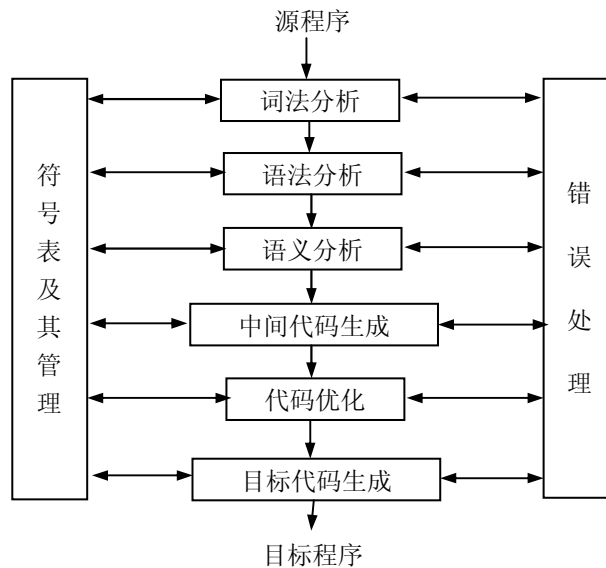 源程序
词法分析
语法分析
语义分析
中间代码生成
代码优化
目标代码生成
目标程序
符
号
表
及
其
管
理
错
误
处
理